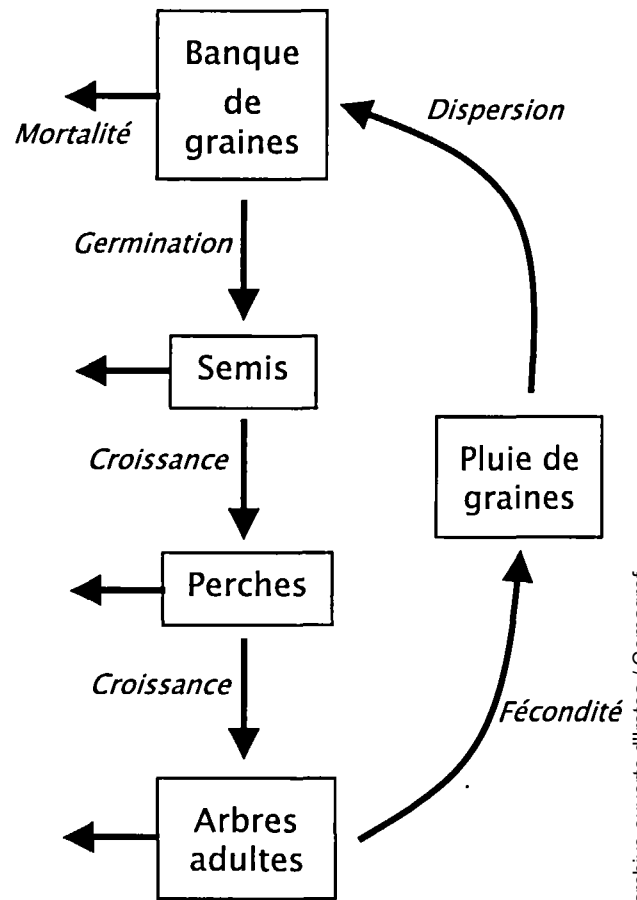 Banque
de
graines
Dispersion
Mortalité
Germination
Semis
Croissance
Pluie de
graines
Perches
Croissance
Fécondité
Arbres
adultes